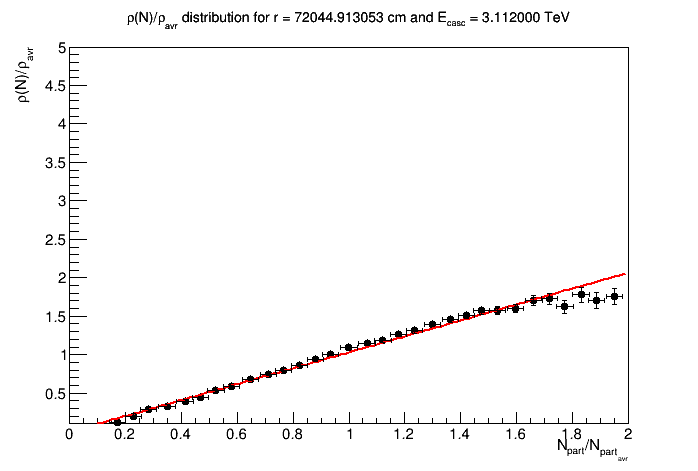 ρ(N)/ρavr distribution for r = 72044.913053 cm and Ecasc = 3.112000 TeV
ρ(N)/ρavr
5
4.5
4
3.5
3
2.5
2
1.5
1
0.5
0 0.2 0.4 0.6 0.8 1 1.2 1.4 1.6 1.8 2
Npart/Npartavr